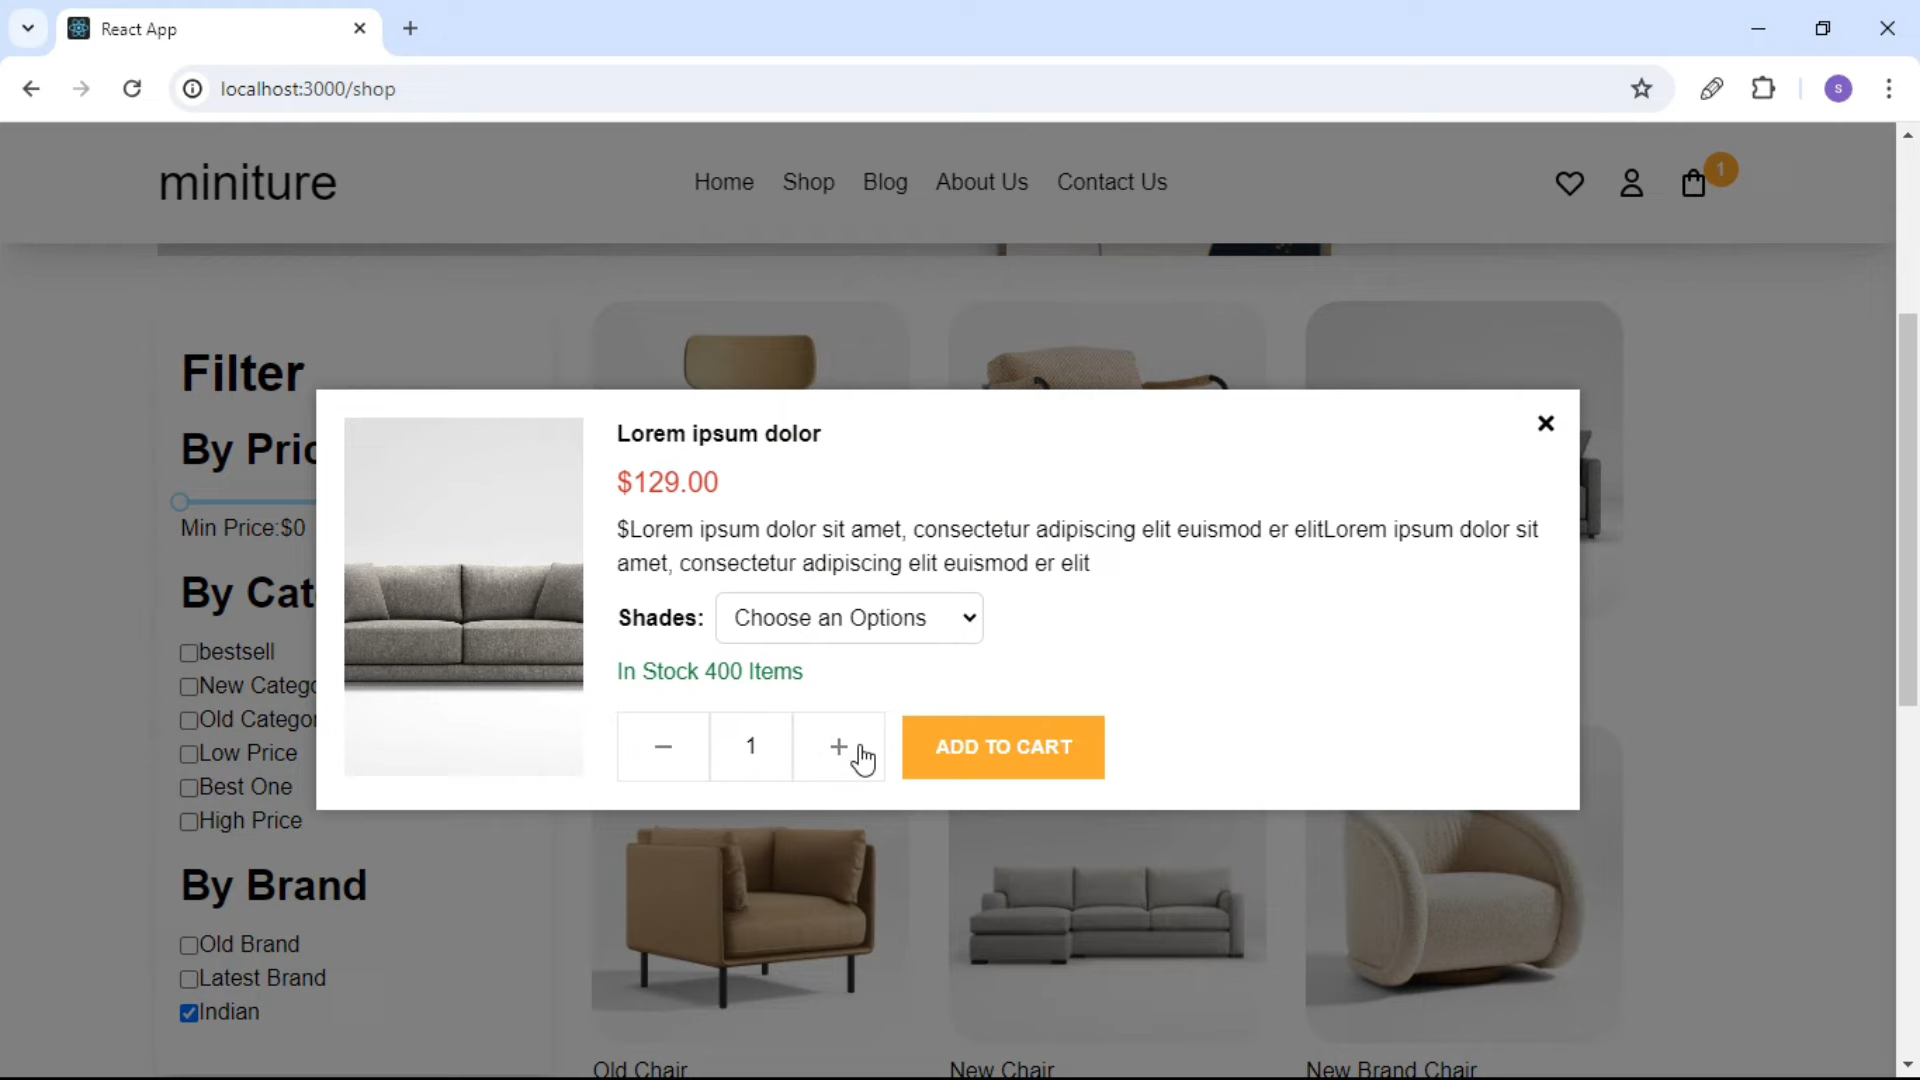 React App
localhost:3000/shop
S
miniture
Home
Shop
Blog
About Us
Contact Us
1
Filter
By Pric
Min Price:$0
By Cat
bestsell
New Catego
Old Categor
Low Price
Best One
High Price
By Brand
Old Brand
Latest Brand
Indian
Lorem ipsum dolor
$129.00
$Lorem ipsum dolor sit amet, consectetur adipiscing elit euismod er elitLorem ipsum dolor sit
amet, consectetur adipiscing elit euismod er elit
Shades: Choose an Options
In Stock 400 Items
− 1 + ADD TO CART
Old Chair
New Chair
New Brand Chair